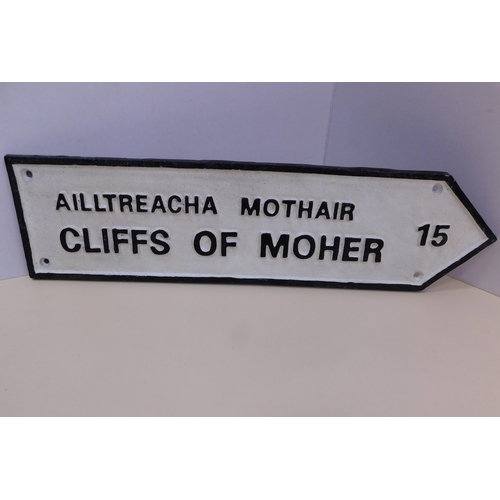 AILLTREACHA MOTHAIR
CLIFFS OF MOHER 15